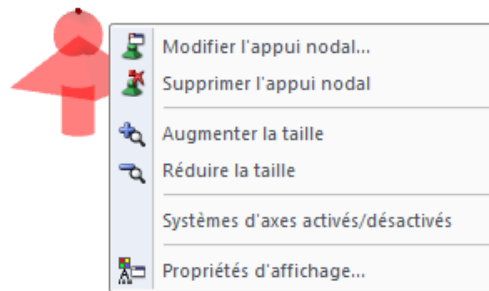 Modifier l'appui nodal...
Supprimer l'appui nodal
Augmenter la taille
Réduire la taille
Systèmes d'axes activés/désactivés
Propriétés d'affichage...